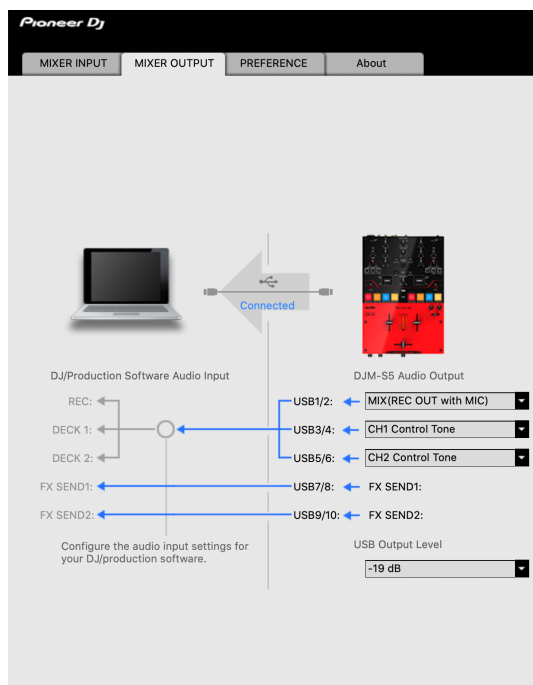 Pioneer Dj
MIXER INPUT
MIXER OUTPUT
PREFERENCE
About
Connected
DJ/Production Software Audio Input
DJM-S5 Audio Output
REC:
USB1/2:
MIX(REC OUT with MIC)
DECK 1:
USB3/4:
CH1 Control Tone
DECK 2:
USB5/6:
CH2 Control Tone
FX SEND1:
USB7/8:
FX SEND1:
FX SEND2:
USB9/10:
FX SEND2:
Configure the audio input settings for
your DJ/production software.
USB Output Level
-19 dB